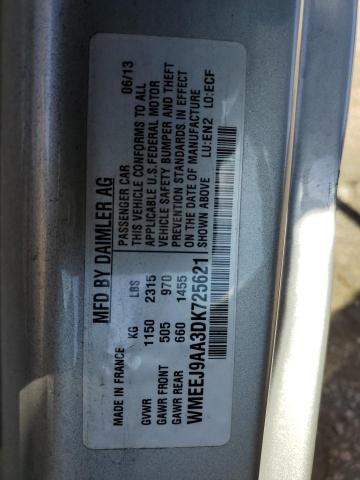 MFD BY DAIMLER AG
PASSENGER CAR 06/13
THIS VEHICLE CONFORMS TO ALL
APPLICABLE U.S. FEDERAL MOTOR
VEHICLE SAFETY BUMPER AND THEFT
PREVENTION STANDARDS IN EFFECT
ON THE DATE OF MANUFACTURE
SHOWN ABOVE LU:EN2 LO:ECF
MADE IN FRANCE KG LBS
GVWR 1150 2315
GAWR FRONT 505 970
GAWR REAR 660 1455
WMEEJ9AA3DK725621